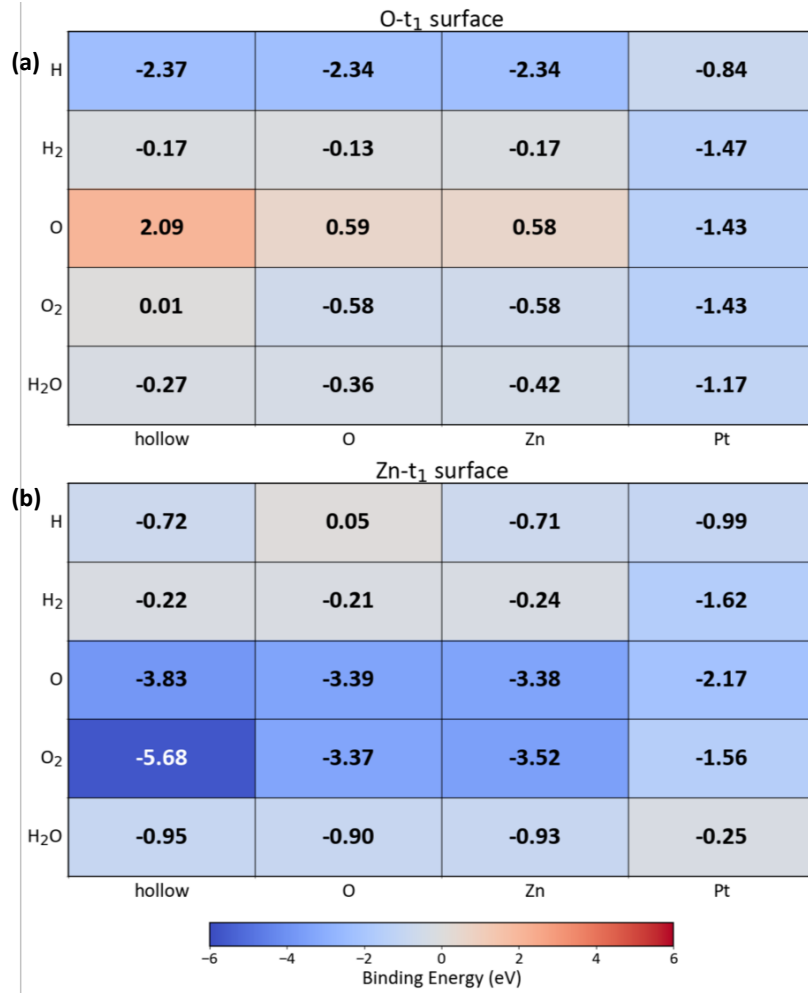 O-t₁ surface
(a)
H -2.37 -2.34 -2.34 -0.84
H₂ -0.17 -0.13 -0.17 -1.47
O 2.09 0.59 0.58 -1.43
O₂ 0.01 -0.58 -0.58 -1.43
H₂O -0.27 -0.36 -0.42 -1.17
hollow O Zn Pt
Zn-t₁ surface
(b)
H -0.72 0.05 -0.71 -0.99
H₂ -0.22 -0.21 -0.24 -1.62
O -3.83 -3.39 -3.38 -2.17
O₂ -5.68 -3.37 -3.52 -1.56
H₂O -0.95 -0.90 -0.93 -0.25
hollow O Zn Pt
−6 −4 −2 0 2 4 6
Binding Energy (eV)